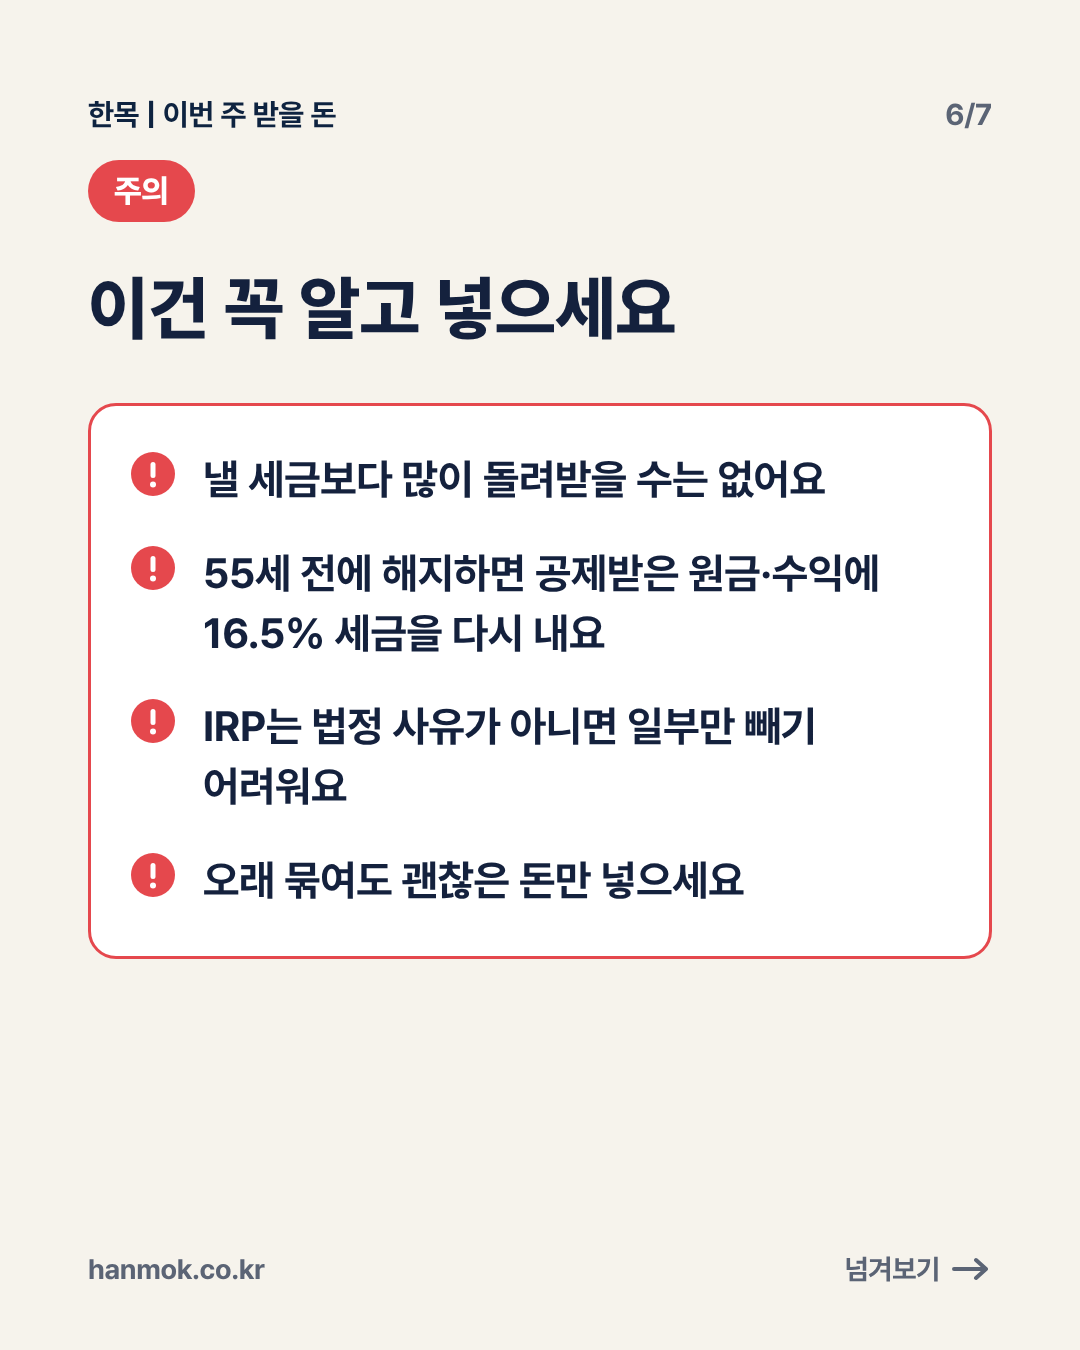 한목 | 이번 주 받을 돈
6/7
주의
이건 꼭 알고 넣으세요
낼 세금보다 많이 돌려받을 수는 없어요
55세 전에 해지하면 공제받은 원금·수익에
16.5% 세금을 다시 내요
IRP는 법정 사유가 아니면 일부만 빼기
어려워요
오래 묶여도 괜찮은 돈만 넣으세요
hanmok.co.kr
넘겨보기 →